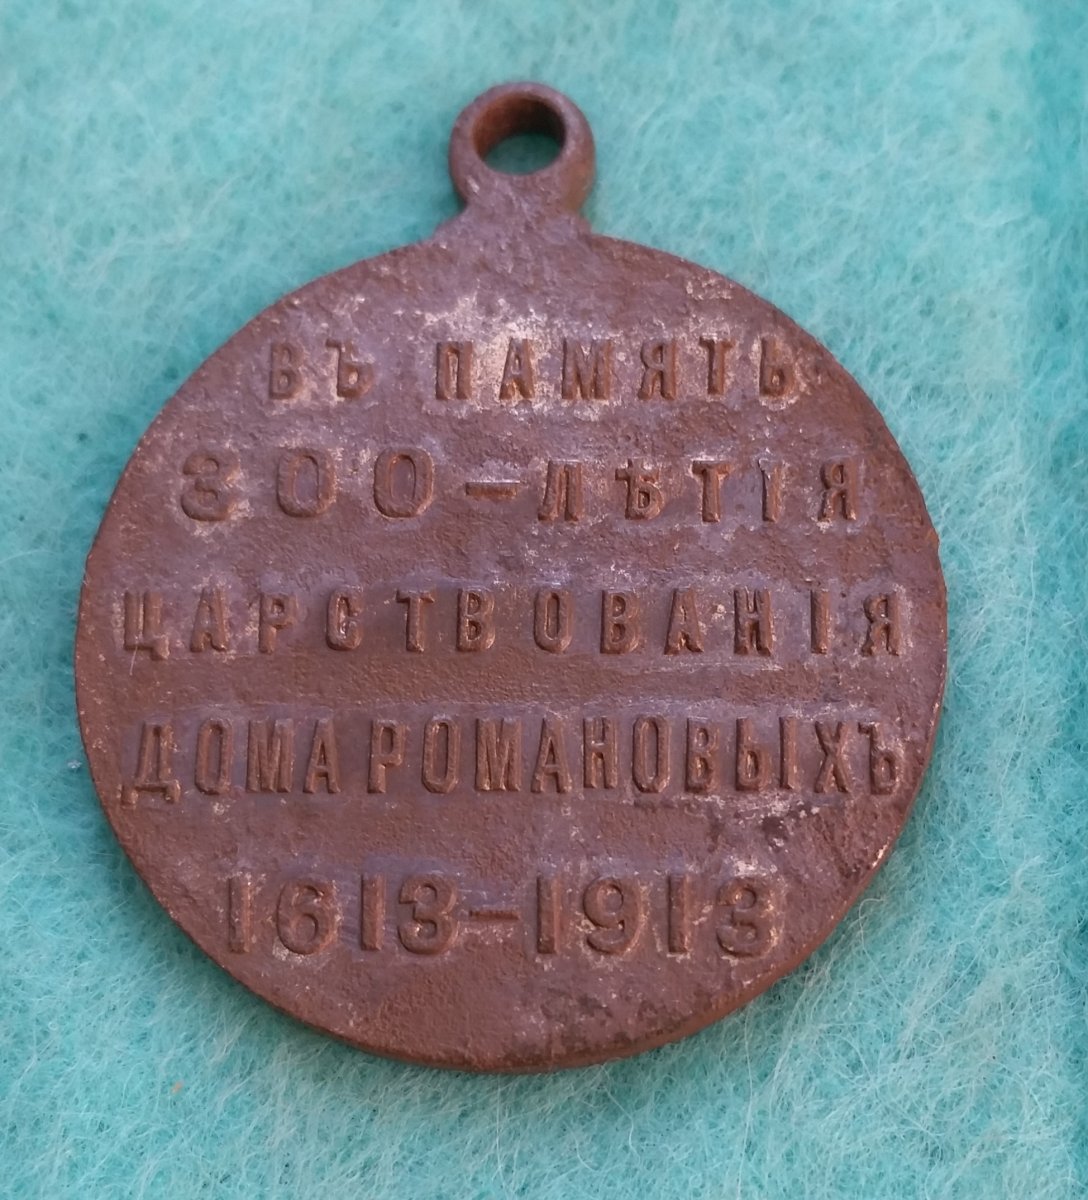 ВЪ ПАМЯТЬ
300-ЛѢТІЯ
ЦАРСТВОВАНІЯ
ДОМА РОМАНОВЫХЪ
1613-1913